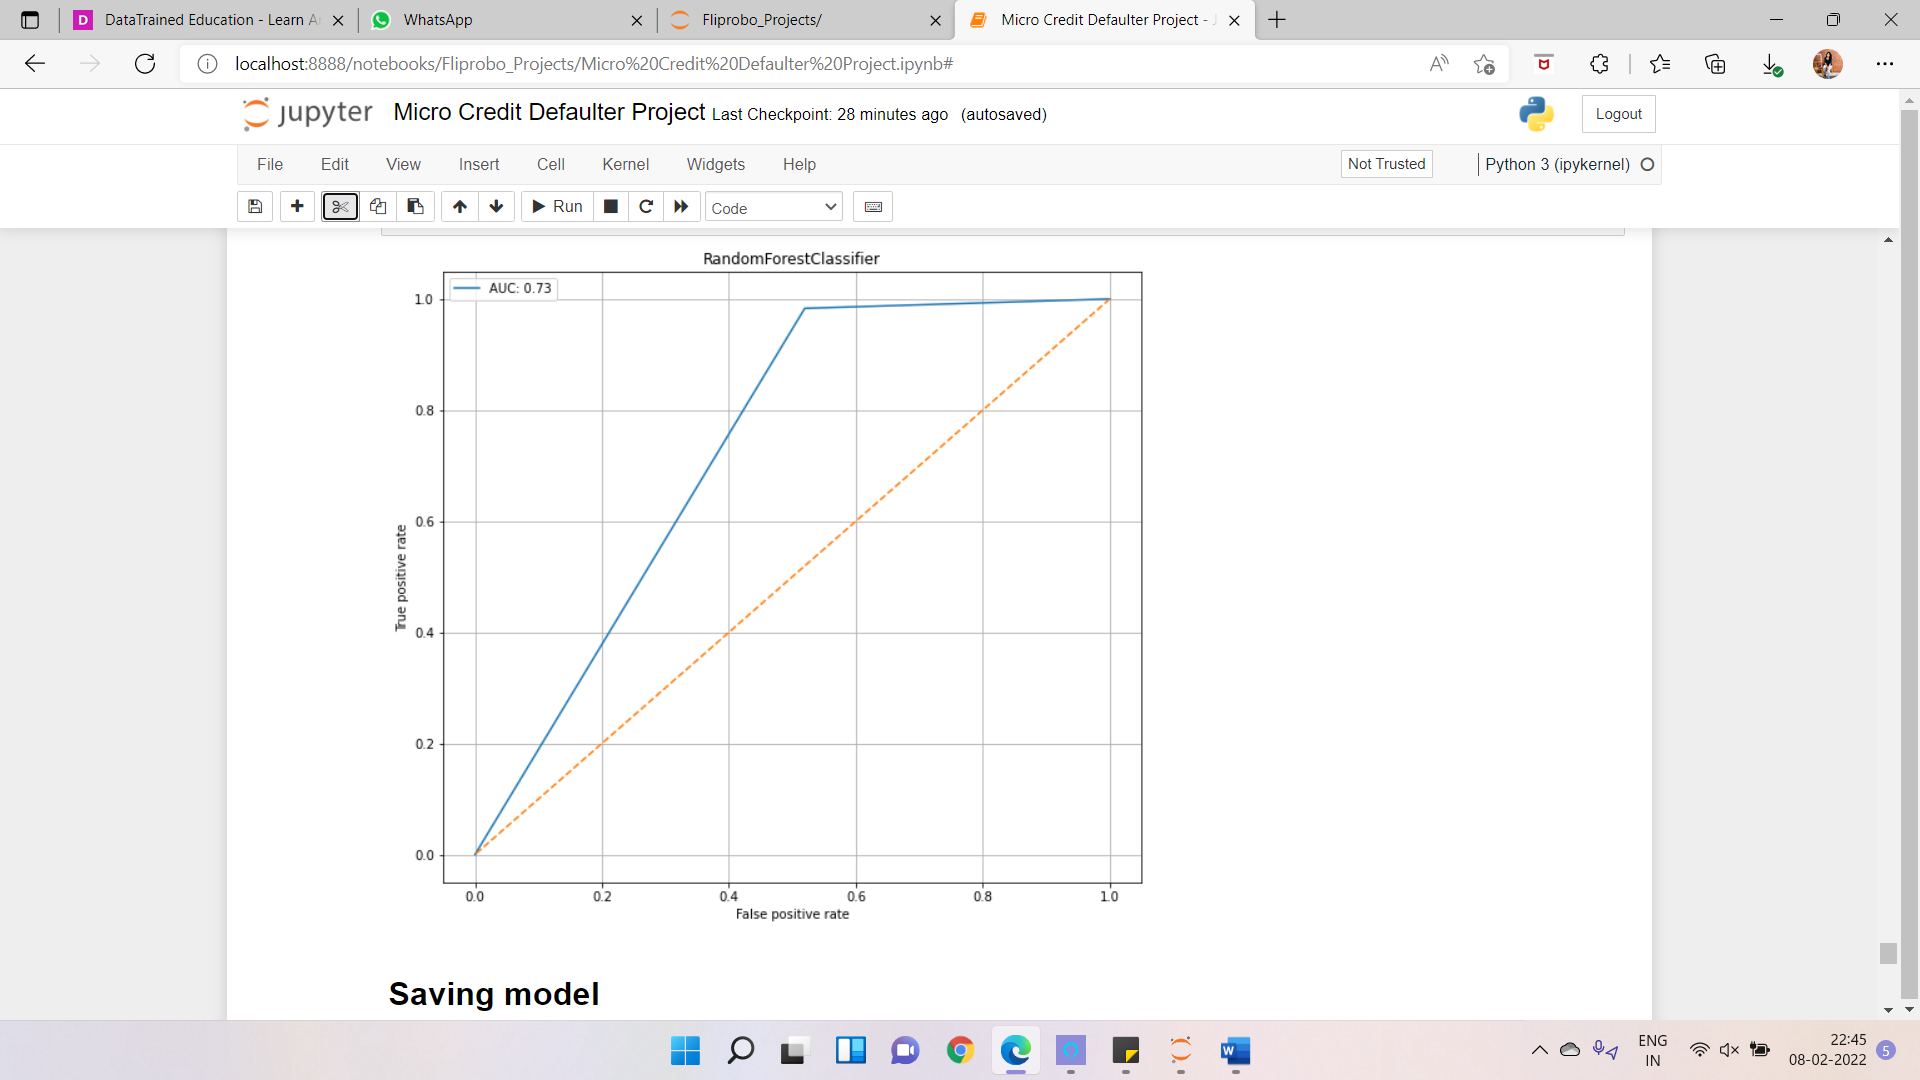 DataTrained Education - Learn A
WhatsApp
Fliprobo_Projects/
Micro Credit Defaulter Project - J
localhost:8888/notebooks/Fliprobo_Projects/Micro%20Credit%20Defaulter%20Project.ipynb#
jupyter Micro Credit Defaulter Project Last Checkpoint: 28 minutes ago (autosaved)
Logout
File Edit View Insert Cell Kernel Widgets Help
Not Trusted
Python 3 (ipykernel)
Run
Code
RandomForestClassifier
AUC: 0.73
1.0
0.8
0.6
0.4
0.2
0.0
True positive rate
0.0 0.2 0.4 0.6 0.8 1.0
False positive rate
Saving model
ENG
IN
22:45
08-02-2022
5